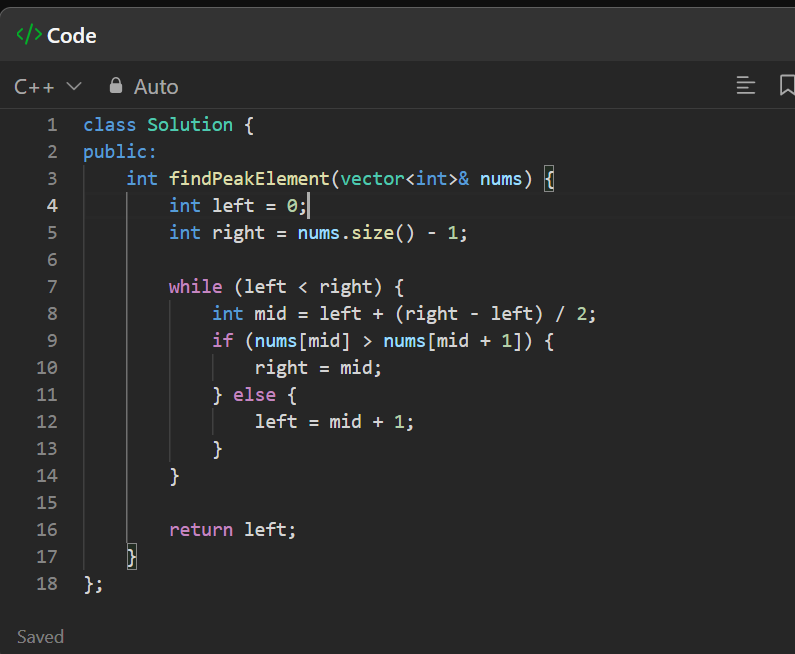 </> Code
C++ Auto
1 class Solution {
2 public:
3     int findPeakElement(vector<int>& nums) {
4         int left = 0;
5         int right = nums.size() - 1;
6
7         while (left < right) {
8             int mid = left + (right - left) / 2;
9             if (nums[mid] > nums[mid + 1]) {
10                 right = mid;
11             } else {
12                 left = mid + 1;
13             }
14         }
15
16         return left;
17     }
18 };
Saved